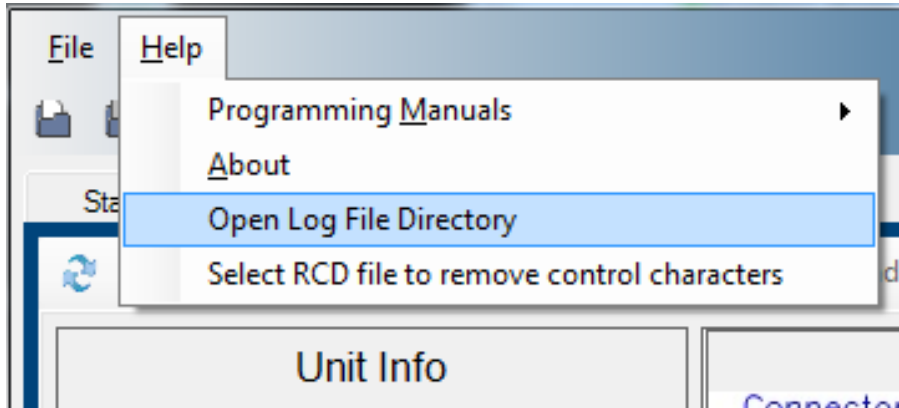 File Help
Programming Manuals
About
Open Log File Directory
Select RCD file to remove control characters
Unit Info